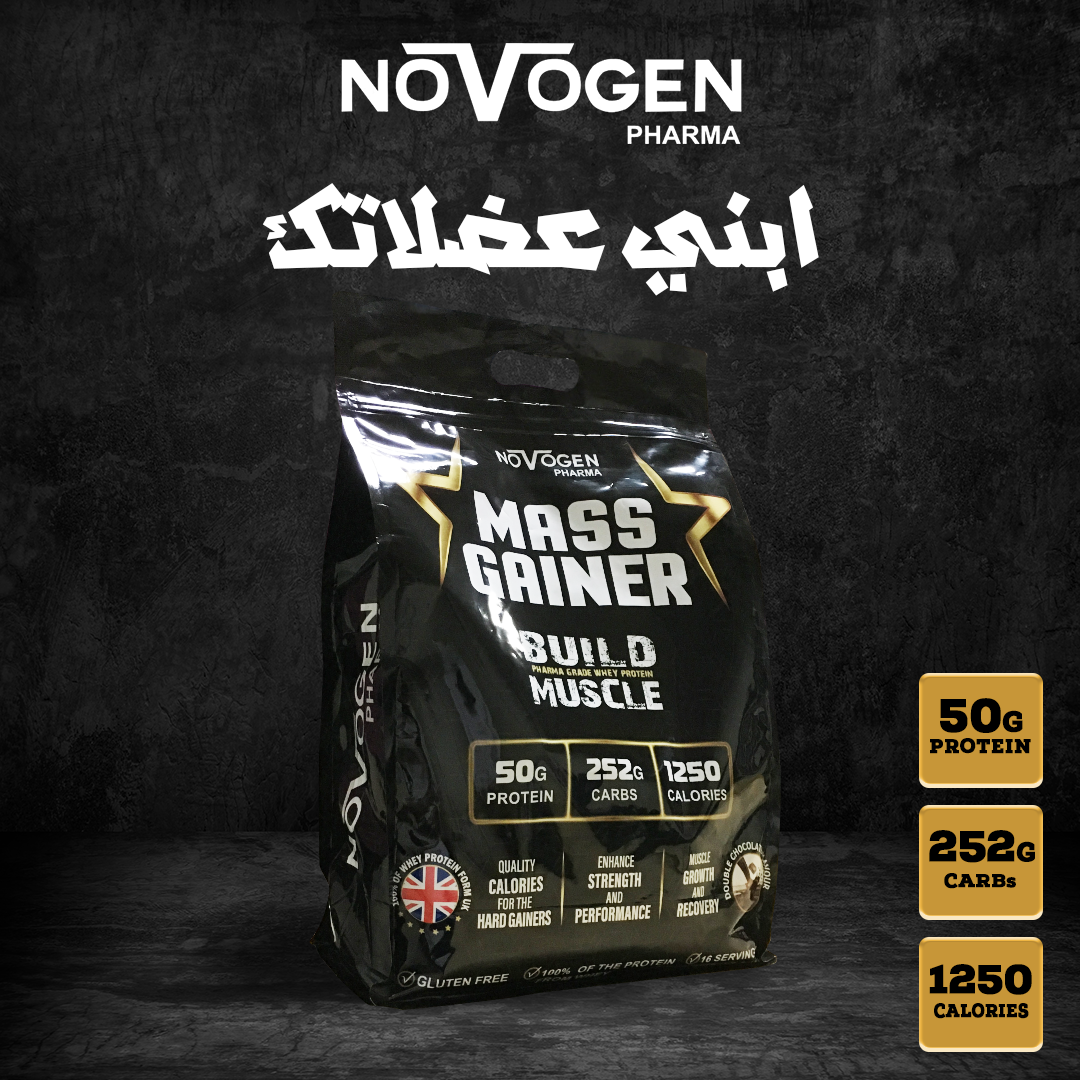 NOVOGEN
PHARMA
ابني عضلاتك
NOVOGEN
PHARMA
MASS
GAINER
BUILD
PHARMA GRADE WHEY PROTEIN
MUSCLE
50G
PROTEIN
252G
CARBS
1250
CALORIES
NOVOGEN
PHARMA
100% OF WHEY PROTEIN FORM UK
QUALITY
CALORIES
FOR THE
HARD GAINERS
ENHANCE
STRENGTH
AND
PERFORMANCE
MUSCLE
GROWTH
AND
RECOVERY
DOUBLE CHOCOLATE
GLUTEN FREE
100% OF THE PROTEIN
16 SERVING
50G
PROTEIN
252G
CARBs
1250
CALORIES